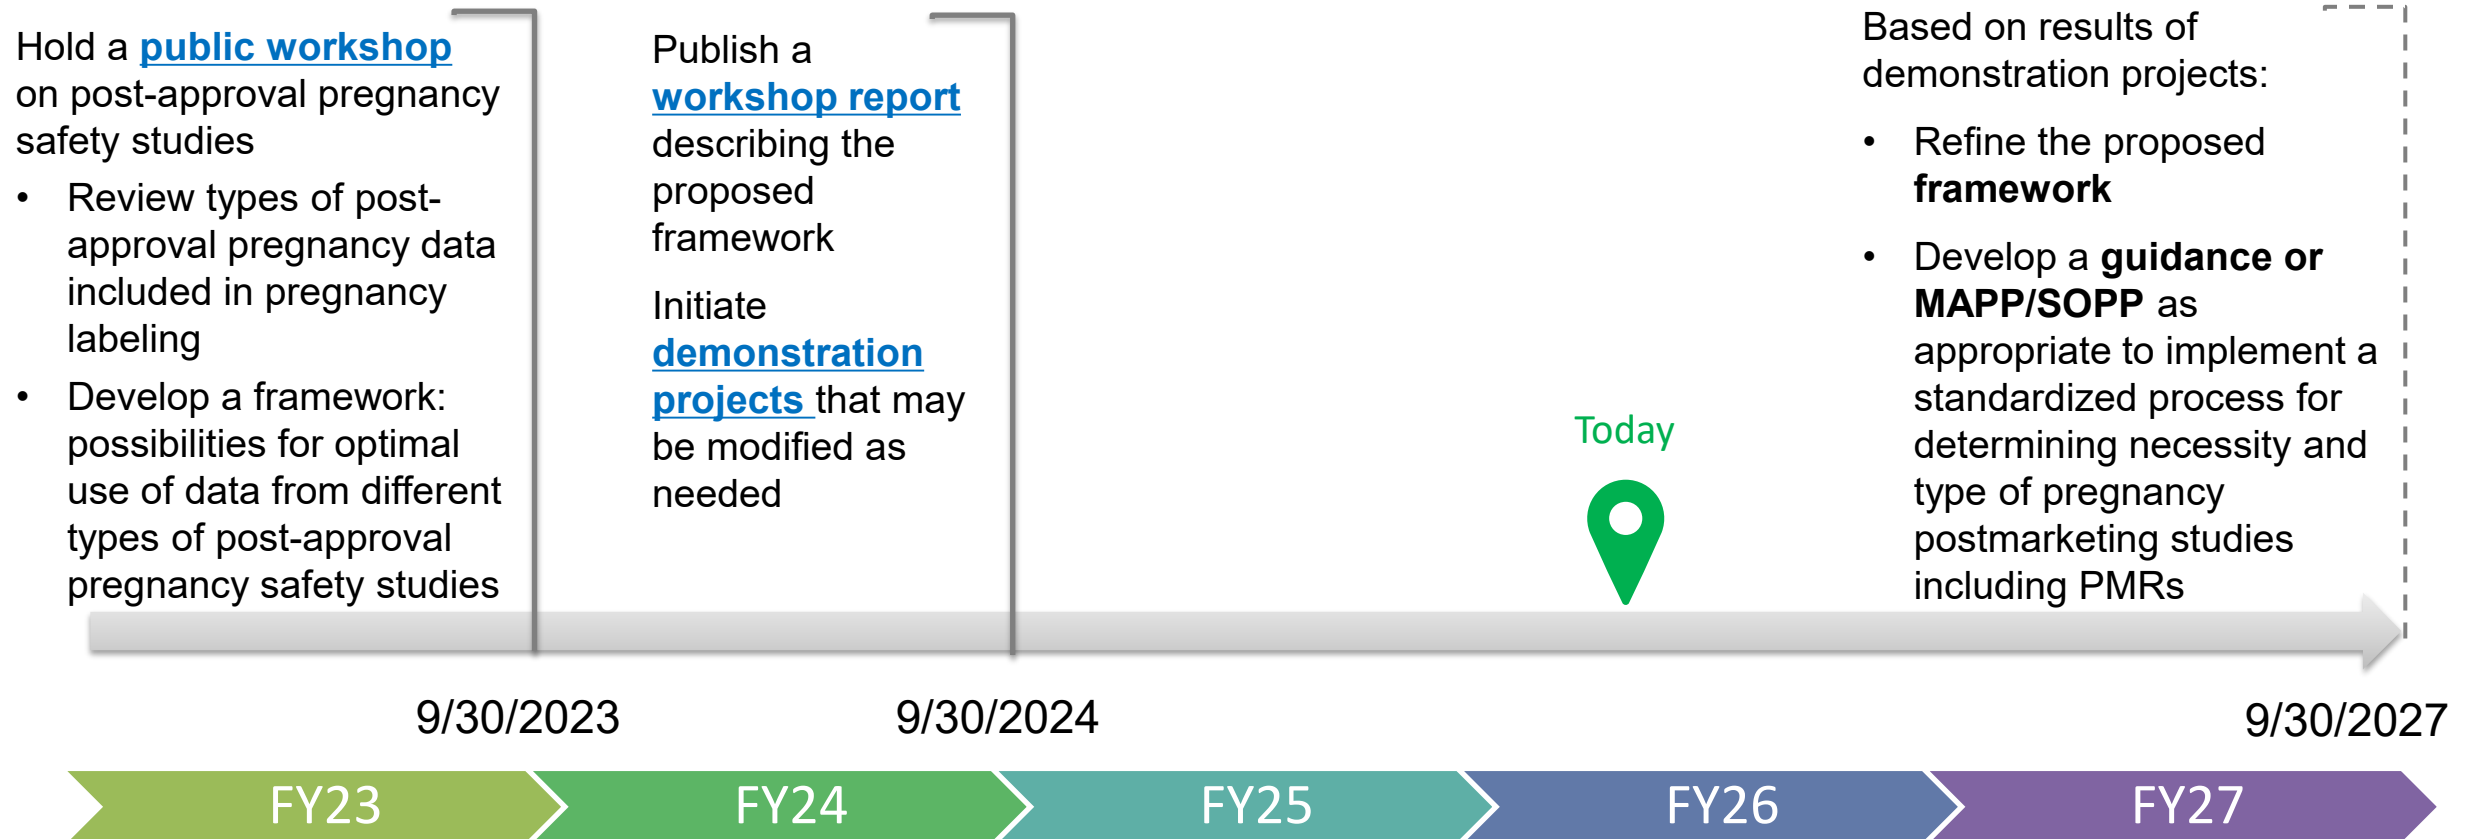 Hold a public workshop
on post-approval pregnancy
safety studies
• Review types of post-
approval pregnancy data
included in pregnancy
labeling
• Develop a framework:
possibilities for optimal
use of data from different
types of post-approval
pregnancy safety studies
Publish a
workshop report
describing the
proposed
framework
Initiate
demonstration
projects that may
be modified as
needed
Today
Based on results of
demonstration projects:
• Refine the proposed
framework
• Develop a guidance or
MAPP/SOPP as
appropriate to implement a
standardized process for
determining necessity and
type of pregnancy
postmarketing studies
including PMRs
9/30/2023
9/30/2024
9/30/2027
FY23
FY24
FY25
FY26
FY27